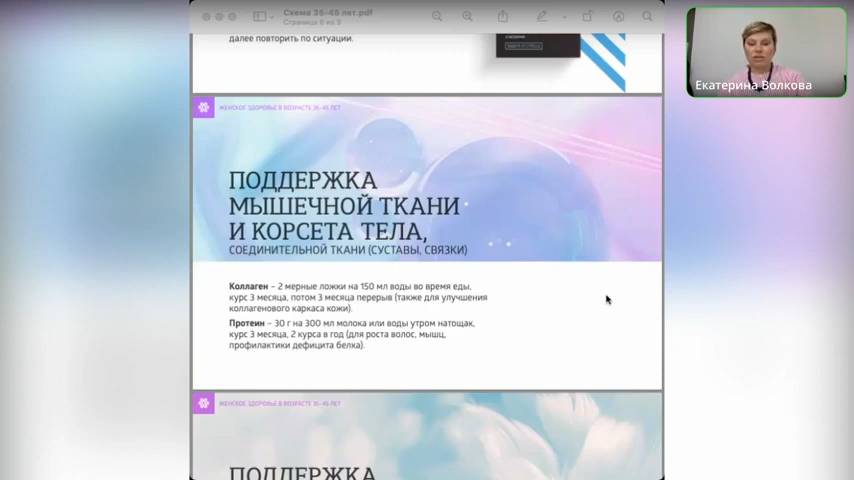 Схема 35-45 лет.pdf
Страница 6 из 9
далее повторить по ситуации.
ЖЕНСКОЕ ЗДОРОВЬЕ В ВОЗРАСТЕ 35-45 ЛЕТ
ПОДДЕРЖКА
МЫШЕЧНОЙ ТКАНИ
И КОРСЕТА ТЕЛА,
СОЕДИНИТЕЛЬНОЙ ТКАНИ (СУСТАВЫ, СВЯЗКИ)
Коллаген – 2 мерные ложки на 150 мл воды во время еды,
курс 3 месяца, потом 3 месяца перерыв (также для улучшения
коллагенового каркаса кожи).
Протеин – 30 г на 300 мл молока или воды утром натощак,
курс 3 месяца, 2 курса в год (для роста волос, мышц,
профилактики дефицита белка).
ЖЕНСКОЕ ЗДОРОВЬЕ В ВОЗРАСТЕ 35-45 ЛЕТ
ПОДДЕРЖКА
Екатерина Волкова